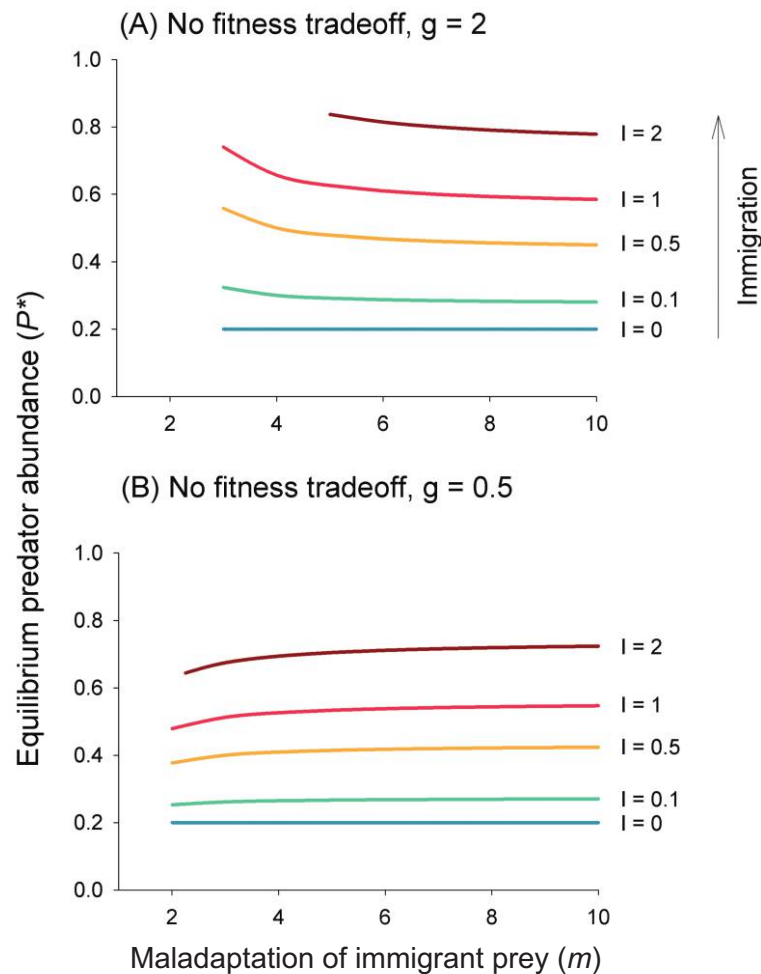 (A) No fitness tradeoff, g = 2
1.0
0.8
0.6
0.4
0.2
0.0
2 4 6 8 10
I = 2
I = 1
I = 0.5
I = 0.1
I = 0
Immigration
(B) No fitness tradeoff, g = 0.5
1.0
0.8
0.6
0.4
0.2
0.0
2 4 6 8 10
I = 2
I = 1
I = 0.5
I = 0.1
I = 0
Equilibrium predator abundance (P*)
Maladaptation of immigrant prey (m)